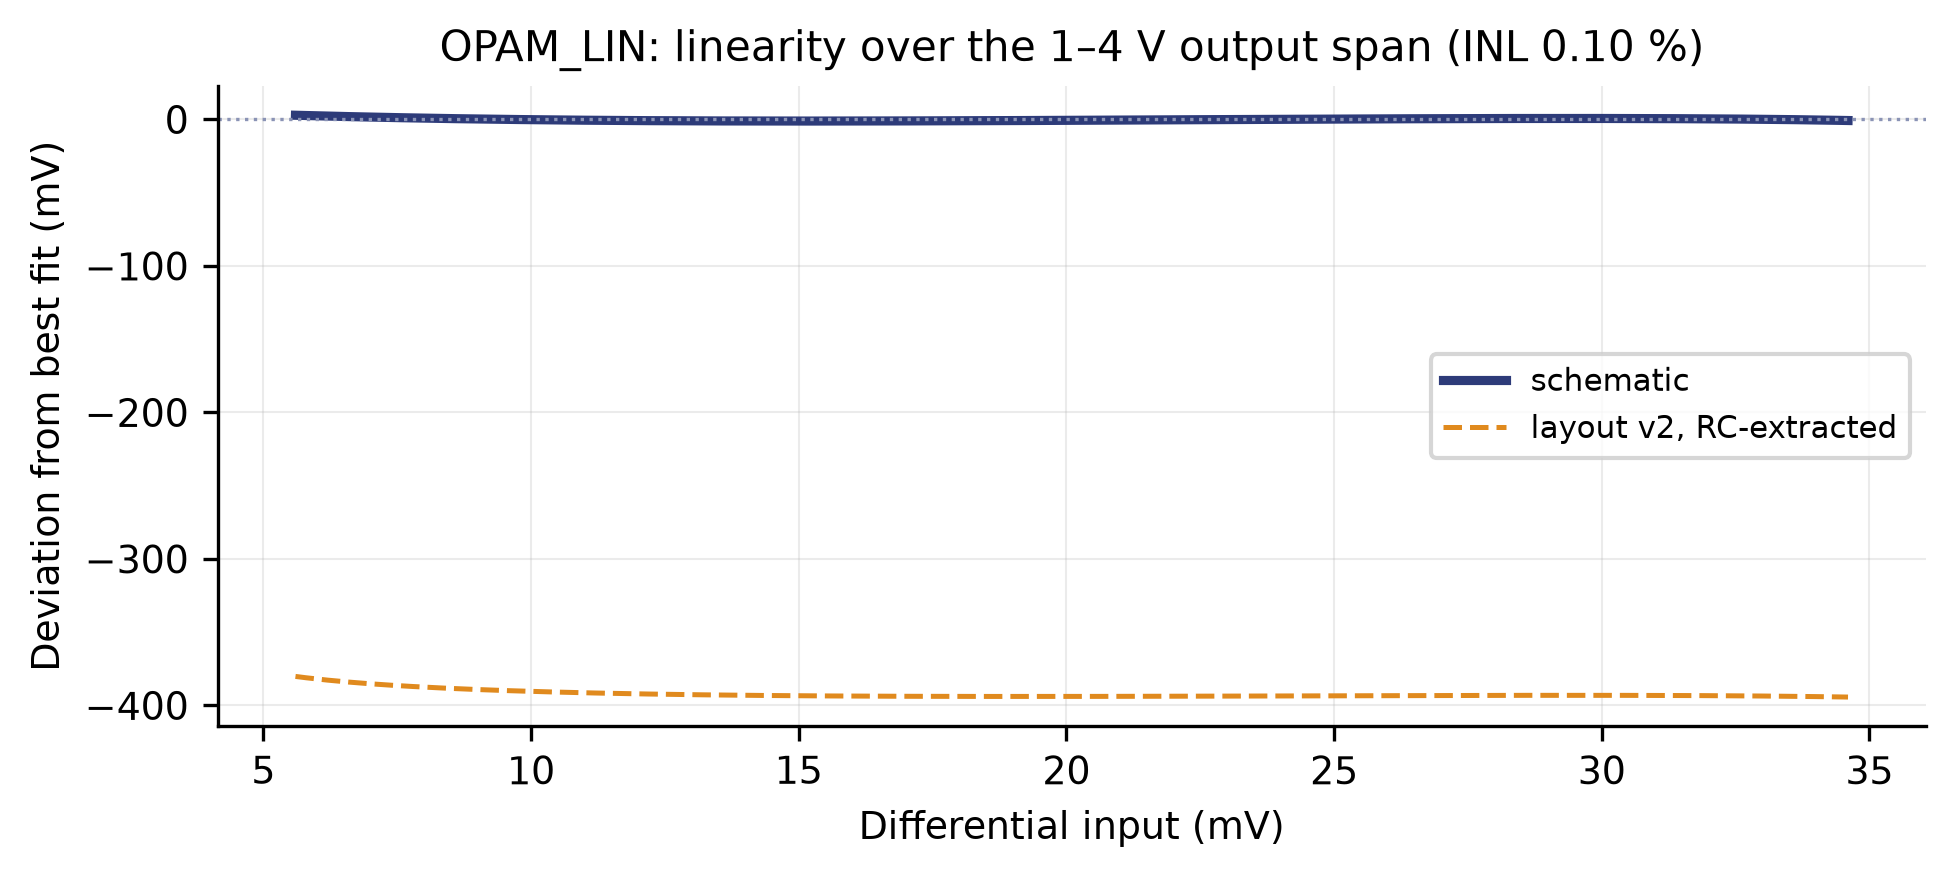 OPAM_LIN: linearity over the 1–4 V output span (INL 0.10 %)
Deviation from best fit (mV)
0
−100
−200
−300
−400
schematic
layout v2, RC-extracted
5
10
15
20
25
30
35
Differential input (mV)